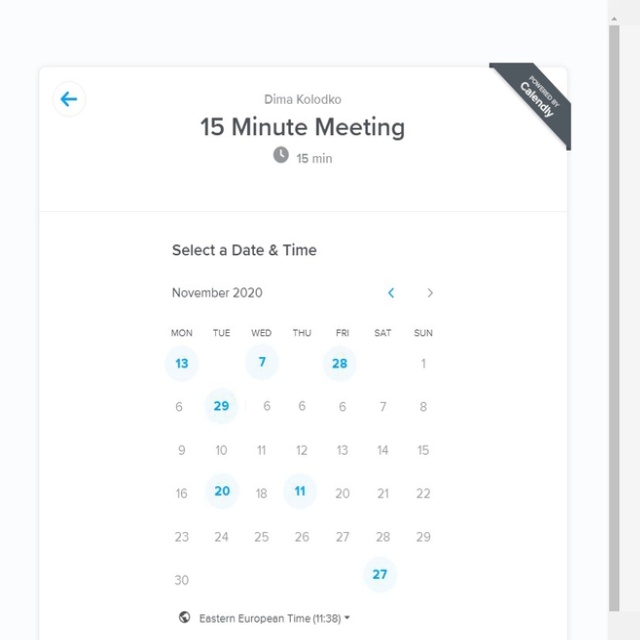 POWERED BY
Calendly
Dima Kolodko
15 Minute Meeting
15 min
Select a Date & Time
November 2020
MON TUE WED THU FRI SAT SUN
13 7 28 1
6 29 6 6 6 7 8
9 10 11 12 13 14 15
16 20 18 11 20 21 22
23 24 25 26 27 28 29
30 27
Eastern European Time (11:38)